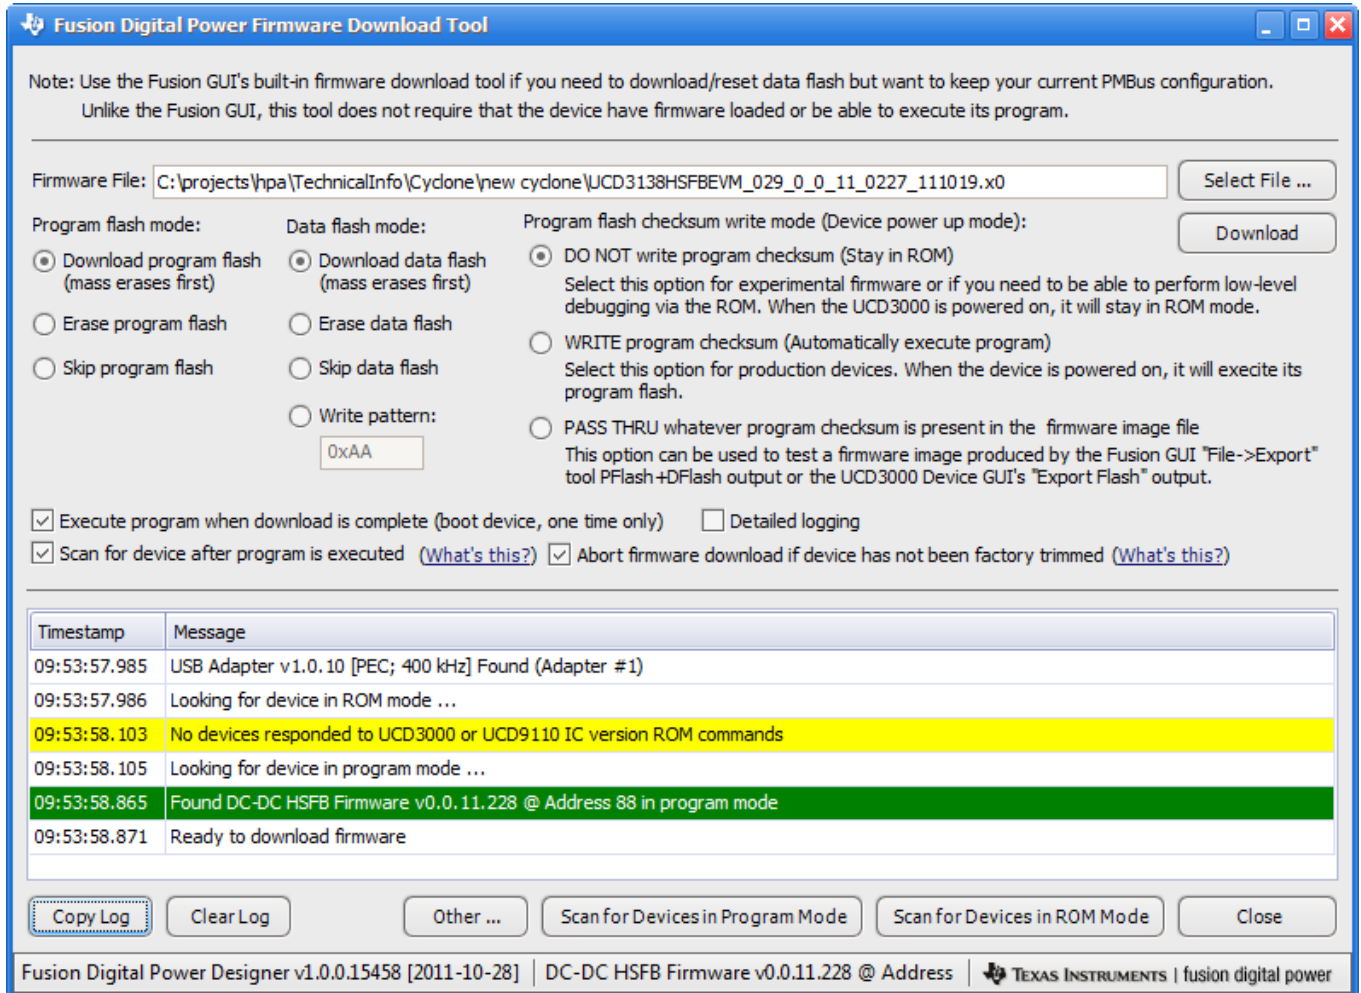 Fusion Digital Power Firmware Download Tool
Note: Use the Fusion GUI's built-in firmware download tool if you need to download/reset data flash but want to keep your current PMBus configuration.
Unlike the Fusion GUI, this tool does not require that the device have firmware loaded or be able to execute its program.
Firmware File: C:\projects\hpa\TechnicalInfo\Cyclone\new cyclone\UCD3138HSFBEVM_029_0_0_11_0227_111019.x0
Select File ...
Download
Program flash mode:
Download program flash
(mass erases first)
Erase program flash
Skip program flash
Data flash mode:
Download data flash
(mass erases first)
Erase data flash
Skip data flash
Write pattern:
0xAA
Program flash checksum write mode (Device power up mode):
DO NOT write program checksum (Stay in ROM)
Select this option for experimental firmware or if you need to be able to perform low-level
debugging via the ROM. When the UCD3000 is powered on, it will stay in ROM mode.
WRITE program checksum (Automatically execute program)
Select this option for production devices. When the device is powered on, it will execite its
program flash.
PASS THRU whatever program checksum is present in the firmware image file
This option can be used to test a firmware image produced by the Fusion GUI "File->Export"
tool PFlash+DFlash output or the UCD3000 Device GUI's "Export Flash" output.
Execute program when download is complete (boot device, one time only) Detailed logging
Scan for device after program is executed (What's this?) Abort firmware download if device has not been factory trimmed (What's this?)
Timestamp Message
09:53:57.985 USB Adapter v1.0.10 [PEC; 400 kHz] Found (Adapter #1)
09:53:57.986 Looking for device in ROM mode ...
09:53:58.103 No devices responded to UCD3000 or UCD9110 IC version ROM commands
09:53:58.105 Looking for device in program mode ...
09:53:58.865 Found DC-DC HSFB Firmware v0.0.11.228 @ Address 88 in program mode
09:53:58.871 Ready to download firmware
Copy Log Clear Log Other ... Scan for Devices in Program Mode Scan for Devices in ROM Mode Close
Fusion Digital Power Designer v1.0.0.15458 [2011-10-28] DC-DC HSFB Firmware v0.0.11.228 @ Address TEXAS INSTRUMENTS | fusion digital power